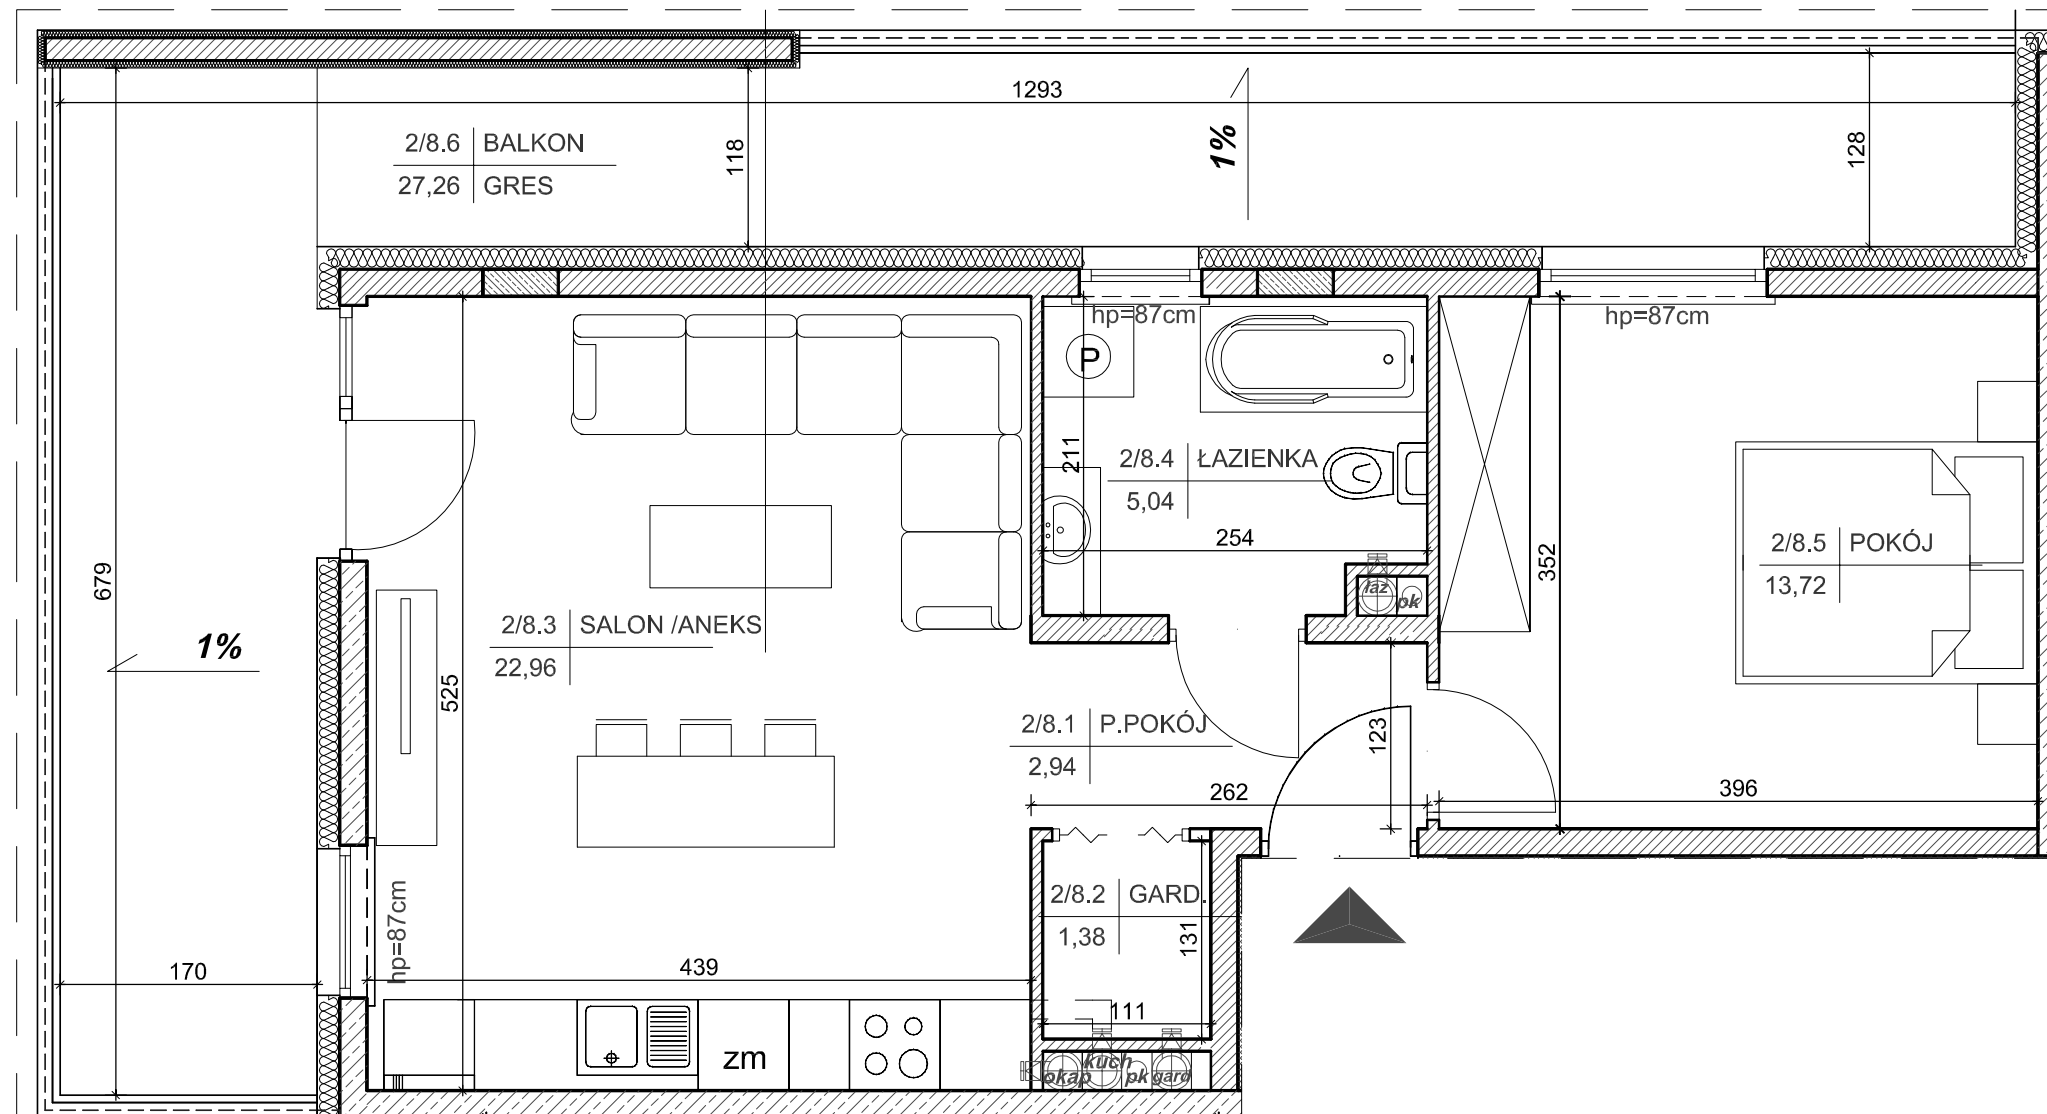 1293
2/8.6 BALKON
27,26 GRES
118
1%
128
hp=87cm
hp=87cm
P
211
2/8.4 ŁAZIENKA
5,04
254
łaz
pk
352
2/8.5 POKÓJ
13,72
679
1%
2/8.3 SALON /ANEKS
22,96
525
2/8.1 P.POKÓJ
2,94
123
262
396
hp=87cm
2/8.2 GARD.
1,38
131
170
439
111
zm
kuch
okap
pk
gard